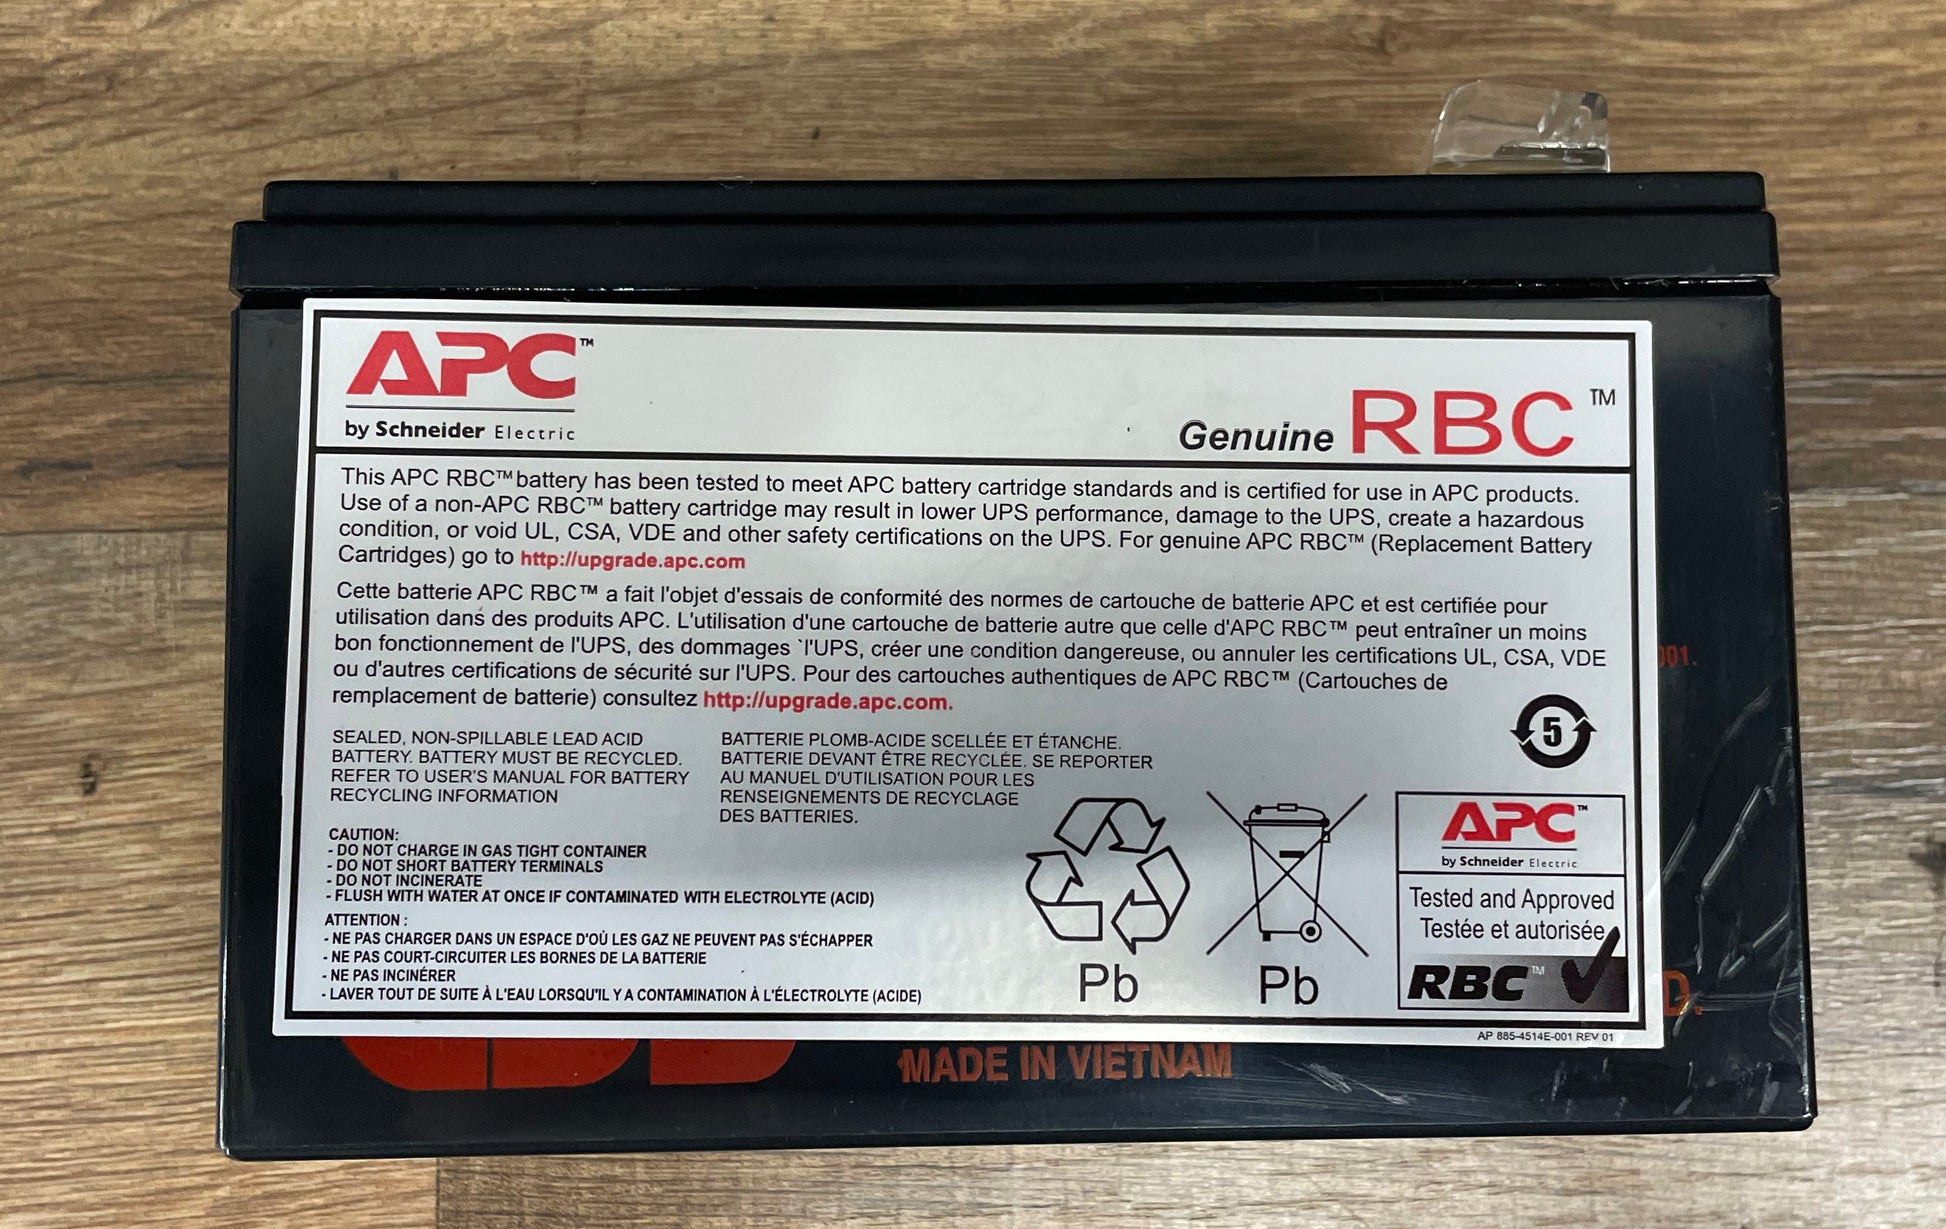 APC™
by Schneider Electric
Genuine RBC™
This APC RBC™ battery has been tested to meet APC battery cartridge standards and is certified for use in APC products.
Use of a non-APC RBC™ battery cartridge may result in lower UPS performance, damage to the UPS, create a hazardous
condition, or void UL, CSA, VDE and other safety certifications on the UPS. For genuine APC RBC™ (Replacement Battery
Cartridges) go to http://upgrade.apc.com
Cette batterie APC RBC™ a fait l'objet d'essais de conformité des normes de cartouche de batterie APC et est certifiée pour
utilisation dans des produits APC. L'utilisation d'une cartouche de batterie autre que celle d'APC RBC™ peut entraîner un moins
bon fonctionnement de l'UPS, des dommages `l'UPS, créer une condition dangereuse, ou annuler les certifications UL, CSA, VDE
ou d'autres certifications de sécurité sur l'UPS. Pour des cartouches authentiques de APC RBC™ (Cartouches de
remplacement de batterie) consultez http://upgrade.apc.com.
001.
5
SEALED, NON-SPILLABLE LEAD ACID
BATTERY. BATTERY MUST BE RECYCLED.
REFER TO USER'S MANUAL FOR BATTERY
RECYCLING INFORMATION
BATTERIE PLOMB-ACIDE SCELLÉE ET ÉTANCHE.
BATTERIE DEVANT ÊTRE RECYCLÉE. SE REPORTER
AU MANUEL D'UTILISATION POUR LES
RENSEIGNEMENTS DE RECYCLAGE
DES BATTERIES.
CAUTION:
- DO NOT CHARGE IN GAS TIGHT CONTAINER
- DO NOT SHORT BATTERY TERMINALS
- DO NOT INCINERATE
- FLUSH WITH WATER AT ONCE IF CONTAMINATED WITH ELECTROLYTE (ACID)
ATTENTION :
- NE PAS CHARGER DANS UN ESPACE D'OÙ LES GAZ NE PEUVENT PAS S'ÉCHAPPER
- NE PAS COURT-CIRCUITER LES BORNES DE LA BATTERIE
- NE PAS INCINÉRER
- LAVER TOUT DE SUITE À L'EAU LORSQU'IL Y A CONTAMINATION À L'ÉLECTROLYTE (ACIDE)
Pb
Pb
APC™
by Schneider Electric
Tested and Approved
Testée et autorisée
RBC™
D.
AP 885-4514E-001 REV 01
MADE IN VIETNAM